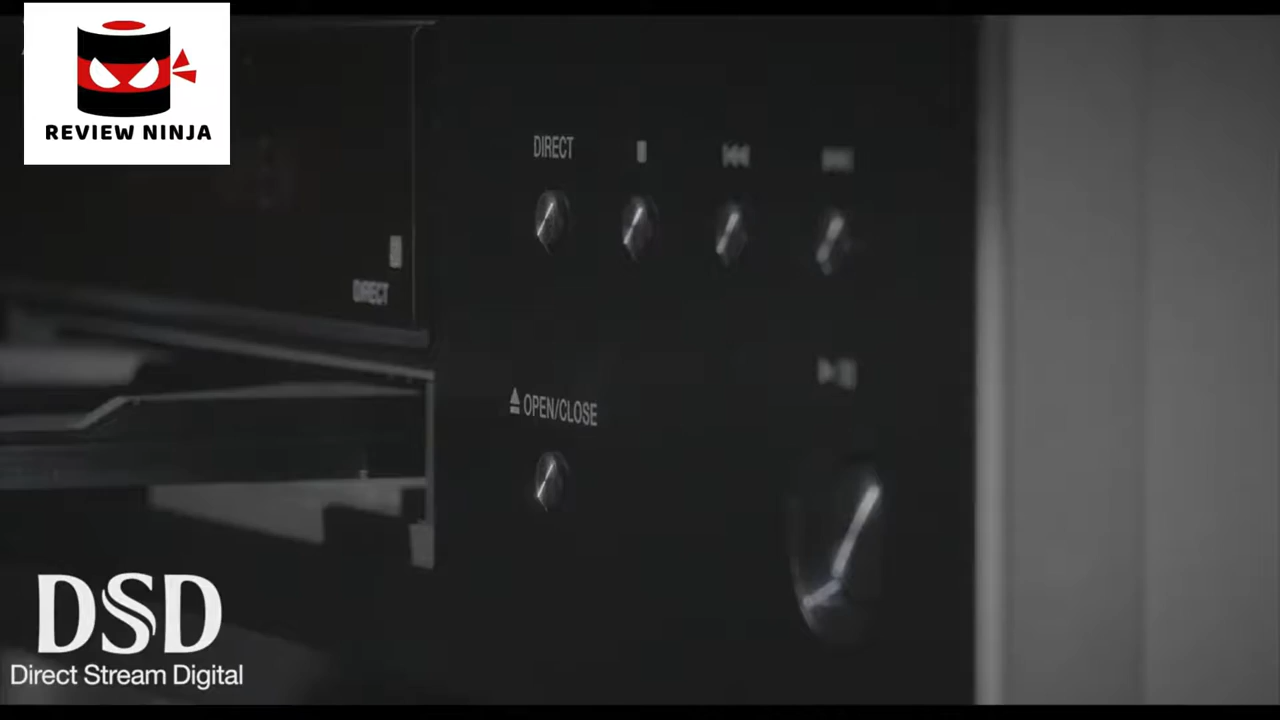 REVIEW NINJA
DIRECT
DIRECT
OPEN/CLOSE
DSD
Direct Stream Digital